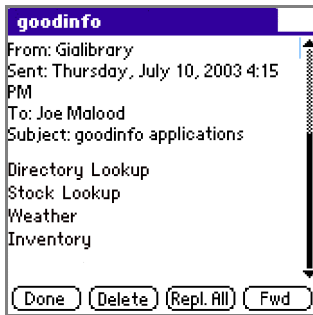 goodinfo
From: Gialibrary
Sent: Thursday, July 10, 2003 4:15
PM
To: Joe Malood
Subject: goodinfo applications
Directory Lookup
Stock Lookup
Weather
Inventory
Done Delete Repl. All Fwd